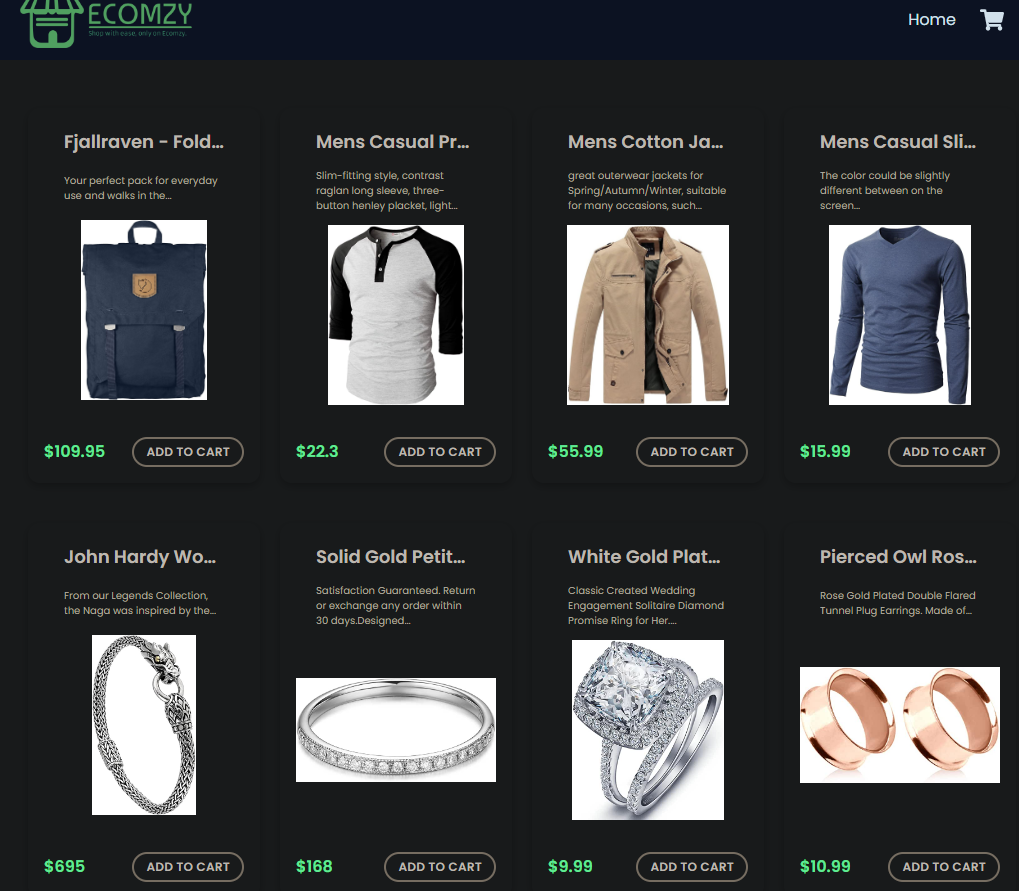 ECOMZY
Shop with ease, only on Ecomzy.
Home
Fjallraven - Fold...
Your perfect pack for everyday
use and walks in the...
$109.95
ADD TO CART
Mens Casual Pr...
Slim-fitting style, contrast
raglan long sleeve, three-
button henley placket, light...
$22.3
ADD TO CART
Mens Cotton Ja...
great outerwear jackets for
Spring/Autumn/Winter, suitable
for many occasions, such...
$55.99
ADD TO CART
Mens Casual Sli...
The color could be slightly
different between on the
screen...
$15.99
ADD TO CART
John Hardy Wo...
From our Legends Collection,
the Naga was inspired by the...
$695
ADD TO CART
Solid Gold Petit...
Satisfaction Guaranteed. Return
or exchange any order within
30 days.Designed...
$168
ADD TO CART
White Gold Plat...
Classic Created Wedding
Engagement Solitaire Diamond
Promise Ring for Her....
$9.99
ADD TO CART
Pierced Owl Ros...
Rose Gold Plated Double Flared
Tunnel Plug Earrings. Made of...
$10.99
ADD TO CART